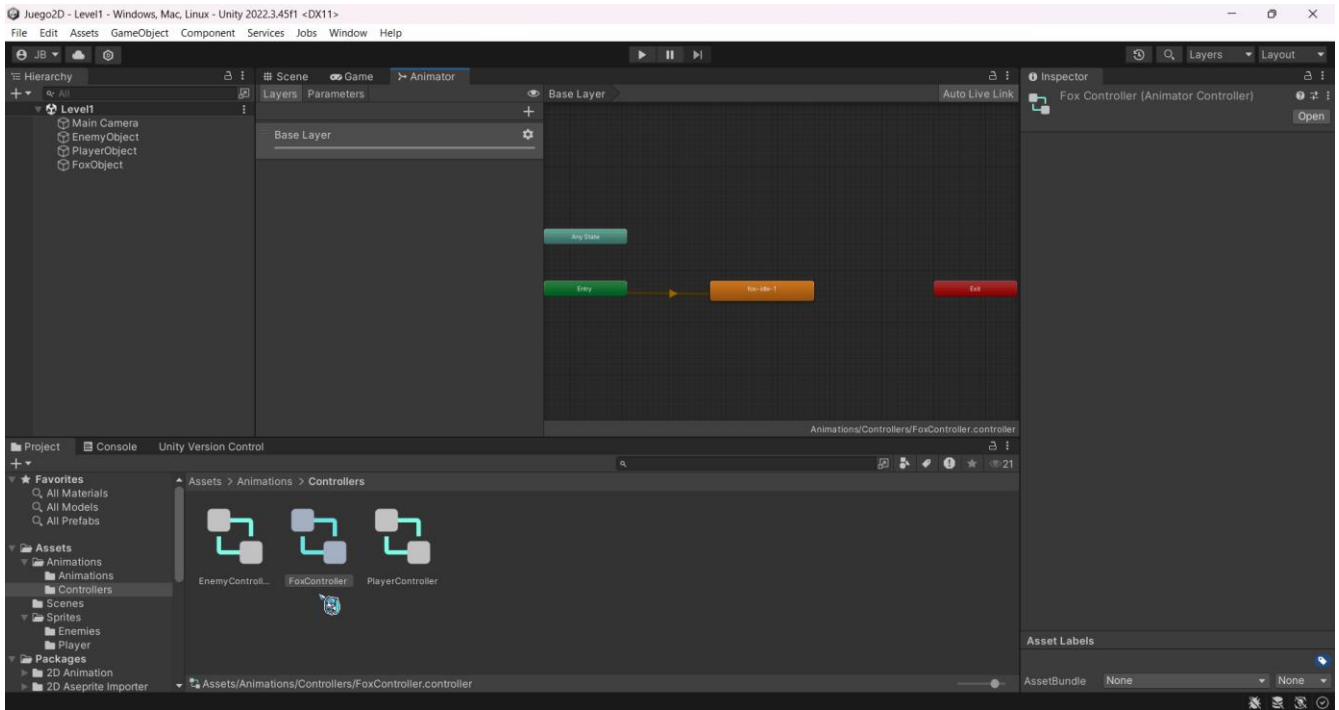 Juego2D - Level1 - Windows, Mac, Linux - Unity 2022.3.45f1 <DX11>
File Edit Assets GameObject Component Services Jobs Window Help
JB Layers Layout
Hierarchy
All
Level1
Main Camera
EnemyObject
PlayerObject
FoxObject
Scene Game Animator
Layers Parameters
Base Layer Auto Live Link
Base Layer
Any State
Entry fox-idle-1 Exit
Animations/Controllers/FoxController.controller
Inspector
Fox Controller (Animator Controller)
Open
Project Console Unity Version Control
21
Favorites
All Materials
All Models
All Prefabs
Assets
Animations
Animations
Controllers
Scenes
Sprites
Enemies
Player
Packages
2D Animation
2D Aseprite Importer
Assets > Animations > Controllers
EnemyControll... FoxController PlayerController
Assets/Animations/Controllers/FoxController.controller
Asset Labels
AssetBundle None None